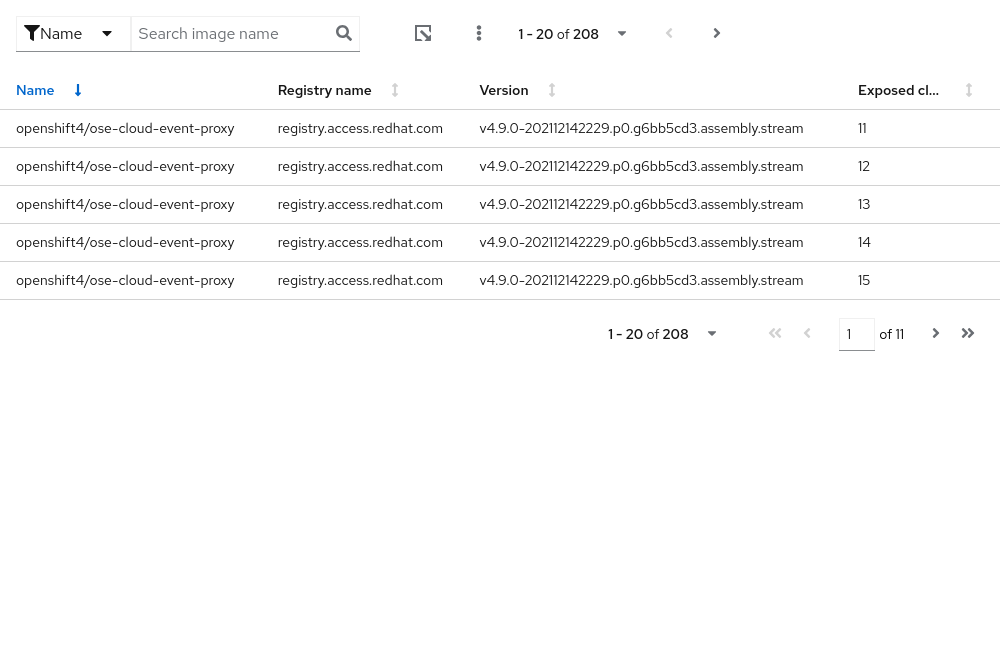 Name Search image name 1 - 20 of 208
Name Registry name Version Exposed cl...
openshift4/ose-cloud-event-proxy registry.access.redhat.com v4.9.0-202112142229.p0.g6bb5cd3.assembly.stream 11
openshift4/ose-cloud-event-proxy registry.access.redhat.com v4.9.0-202112142229.p0.g6bb5cd3.assembly.stream 12
openshift4/ose-cloud-event-proxy registry.access.redhat.com v4.9.0-202112142229.p0.g6bb5cd3.assembly.stream 13
openshift4/ose-cloud-event-proxy registry.access.redhat.com v4.9.0-202112142229.p0.g6bb5cd3.assembly.stream 14
openshift4/ose-cloud-event-proxy registry.access.redhat.com v4.9.0-202112142229.p0.g6bb5cd3.assembly.stream 15
1 - 20 of 208 1 of 11